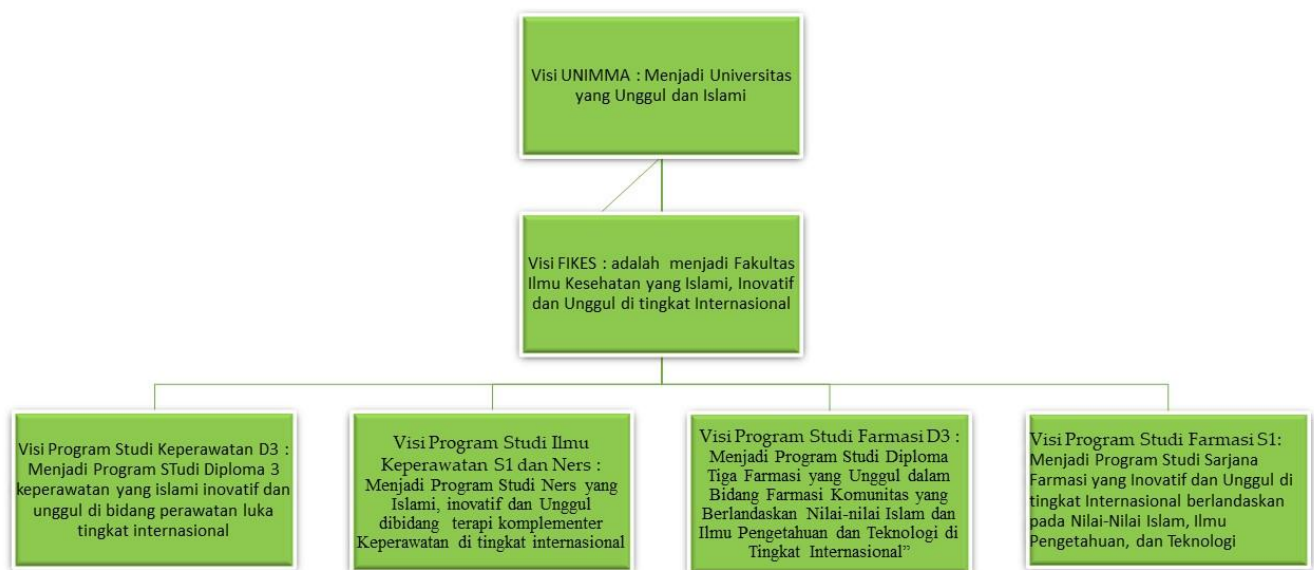 Visi UNIMMA : Menjadi Universitas
yang Unggul dan Islami
Visi FIKES : adalah menjadi Fakultas
Ilmu Kesehatan yang Islami, Inovatif
dan Unggul di tingkat Internasional
Visi Program Studi Keperawatan D3 :
Menjadi Program STudi Diploma 3
keperawatan yang islami inovatif dan
unggul di bidang perawatan luka
tingkat internasional
Visi Program Studi Ilmu
Keperawatan S1 dan Ners :
Menjadi Program Studi Ners yang
Islami, inovatif dan Unggul
dibidang terapi komplementer
Keperawatan di tingkat internasional
Visi Program Studi Farmasi D3 :
Menjadi Program Studi Diploma
Tiga Farmasi yang Unggul dalam
Bidang Farmasi Komunitas yang
Berlandaskan Nilai-nilai Islam dan
Ilmu Pengetahuan dan Teknologi di
Tingkat Internasional”
Visi Program Studi Farmasi S1:
Menjadi Program Studi Sarjana
Farmasi yang Inovatif dan Unggul di
tingkat Internasional berlandaskan
pada Nilai-Nilai Islam, Ilmu
Pengetahuan, dan Teknologi